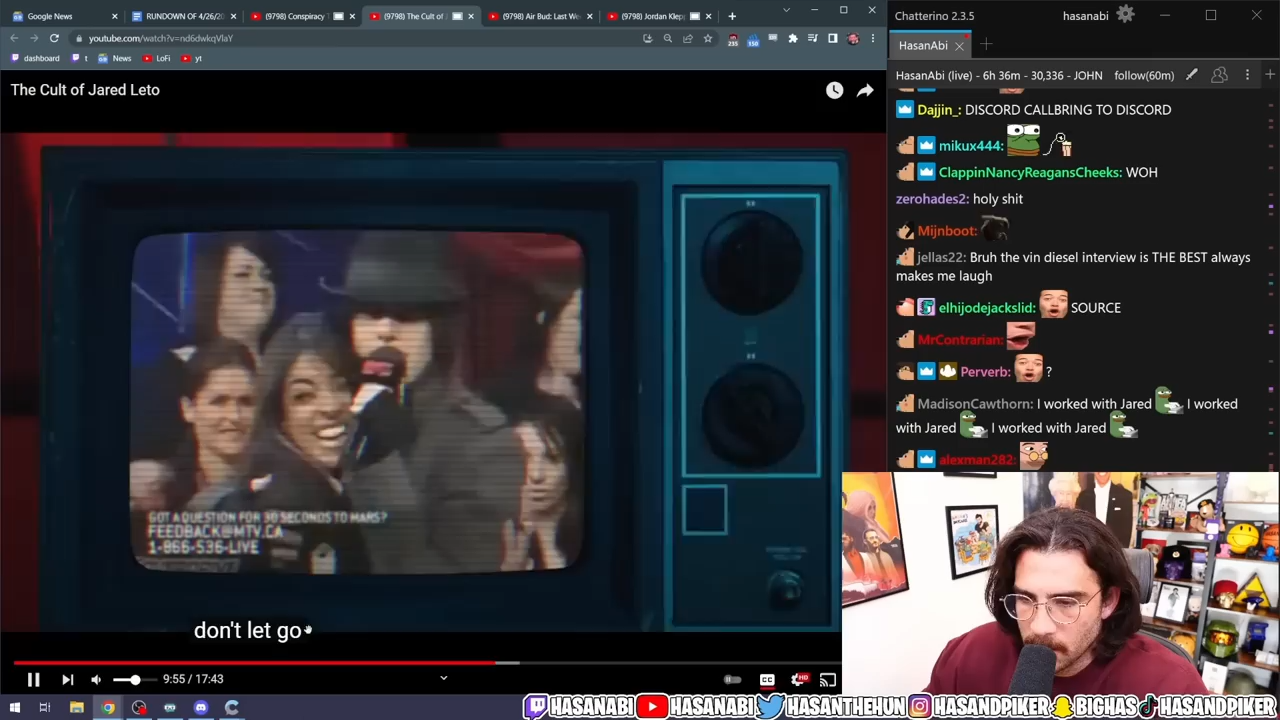 Google News
RUNDOWN OF 4/26/20
(9798) Conspiracy
(9798) The Cult of J
(9798) Air Bud: Last We
(9798) Jordan Klep
youtube.com/watch?v=nd6dwkqVlaY
dashboard
t
News
LoFi
yt
The Cult of Jared Leto
GOT A QUESTION FOR 30 SECONDS TO MARS?
FEEDBACK@MTV.CA
1-866-536-LIVE
don't let go
9:55 / 17:43
CC
HD
Chatterino 2.3.5
hasanabi
HasanAbi
HasanAbi (live) - 6h 36m - 30,336 - JOHN
follow(60m)
Dajjin_: DISCORD CALLBRING TO DISCORD
mikux444:
ClappinNancyReagansCheeks: WOH
zerohades2: holy shit
Mijnboot:
jellas22: Bruh the vin diesel interview is THE BEST always
makes me laugh
elhijodejackslid: SOURCE
MrContrarian:
Perverb: ?
MadisonCawthorn: I worked with Jared I worked
with Jared I worked with Jared
alexman282:
HASANABI HASANABI HASANTHEHUN HASANDPIKER BIGHAS HASANDPIKER